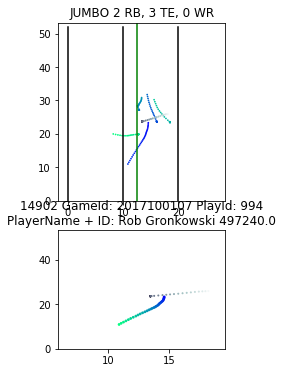 JUMBO 2 RB, 3 TE, 0 WR
50
40
30
20
10
0
0 10 20
14902 GameId: 2017100107 PlayId: 994
PlayerName + ID: Rob Gronkowski 497240.0
40
20
0
10 15